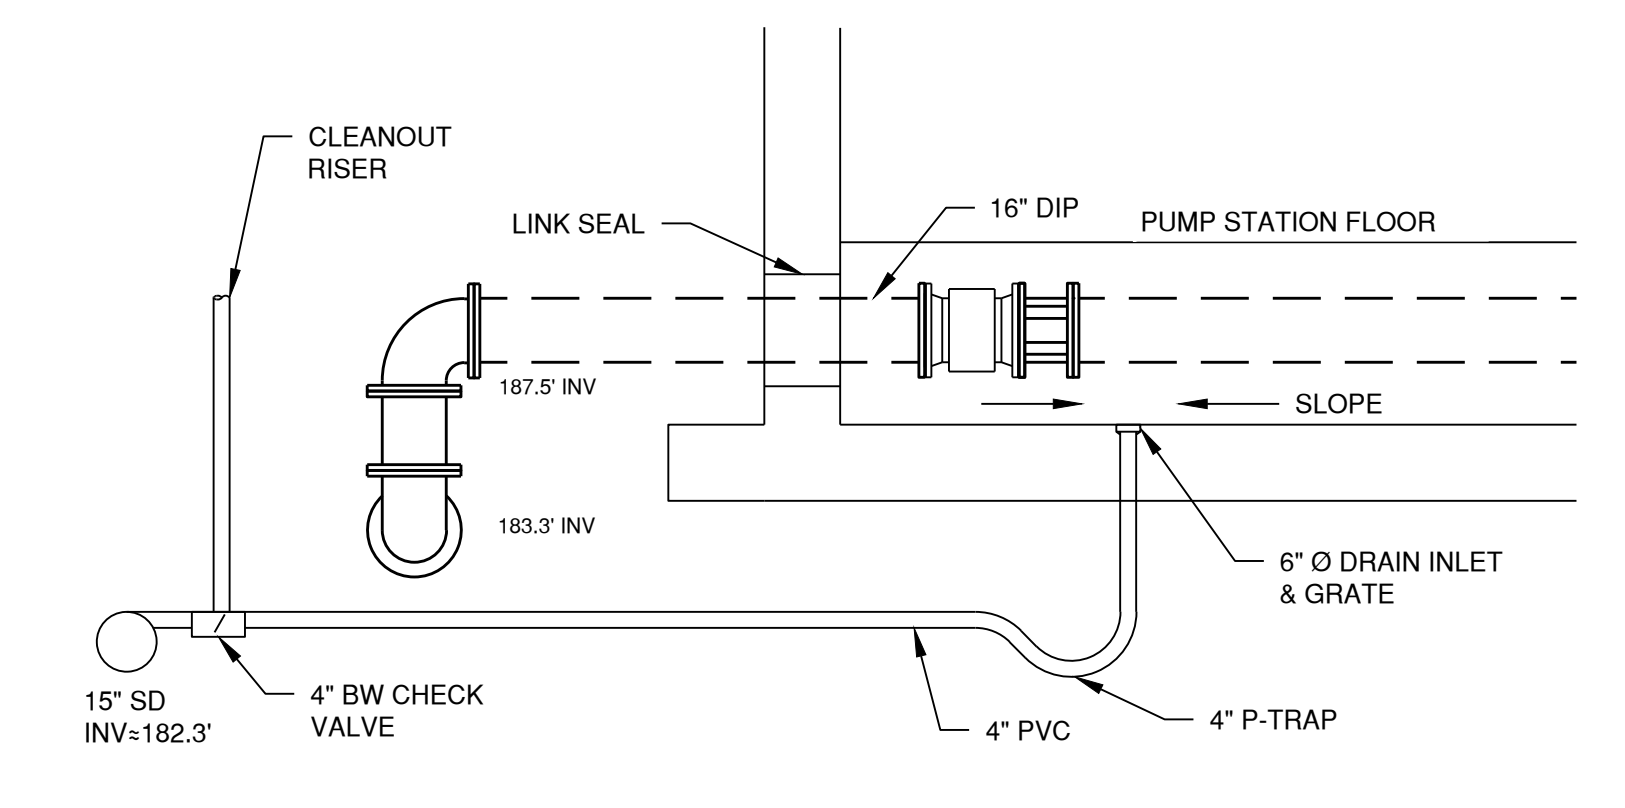 CLEANOUT
RISER
LINK SEAL
16" DIP
PUMP STATION FLOOR
187.5' INV
SLOPE
183.3' INV
6" Ø DRAIN INLET
& GRATE
15" SD
INV≈182.3'
4" BW CHECK
VALVE
4" PVC
4" P-TRAP